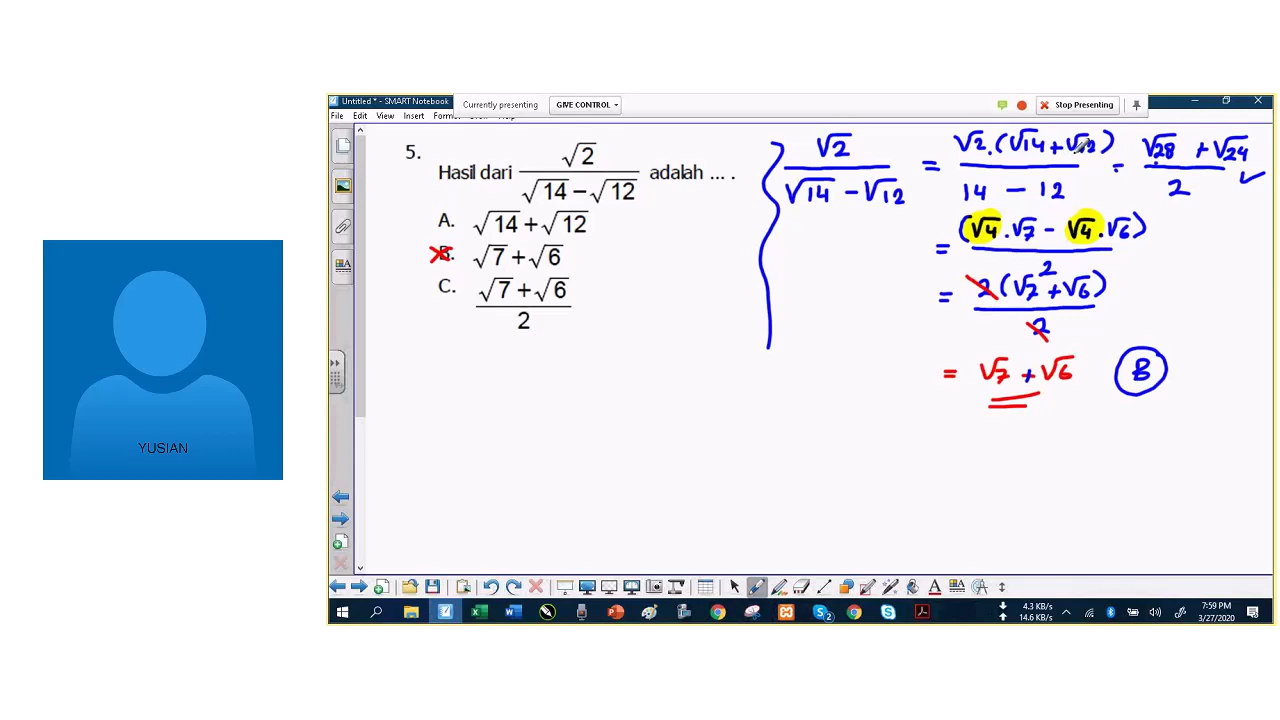 Untitled * - SMART Notebook
Currently presenting
GIVE CONTROL
Stop Presenting
File Edit View Insert Format
5.
Hasil dari √2 / (√14 − √12) adalah ... .
A. √14 + √12
B. √7 + √6
C. (√7 + √6) / 2
√2 / (√14 − √12) = √2 . (√14 + √12) / (14 − 12) = (√28 + √24) / 2 ✓
= (√4 . √7 − √4 . √6) / 2
= 2 (√7 + √6) / 2
= √7 + √6 B
YUSIAN
4.3 KB/s
14.6 KB/s
7:59 PM
3/27/2020